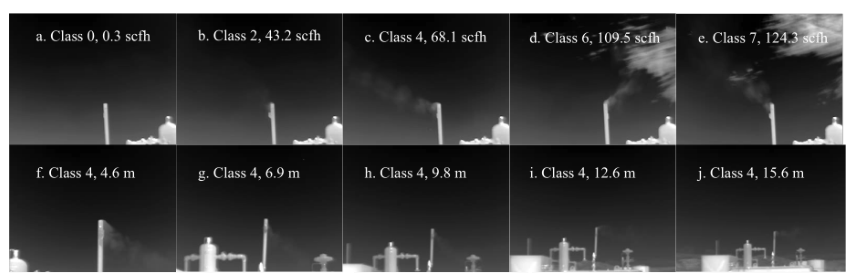 a. Class 0, 0.3 scfh
b. Class 2, 43.2 scfh
c. Class 4, 68.1 scfh
d. Class 6, 109.5 scfh
e. Class 7, 124.3 scfh
f. Class 4, 4.6 m
g. Class 4, 6.9 m
h. Class 4, 9.8 m
i. Class 4, 12.6 m
j. Class 4, 15.6 m